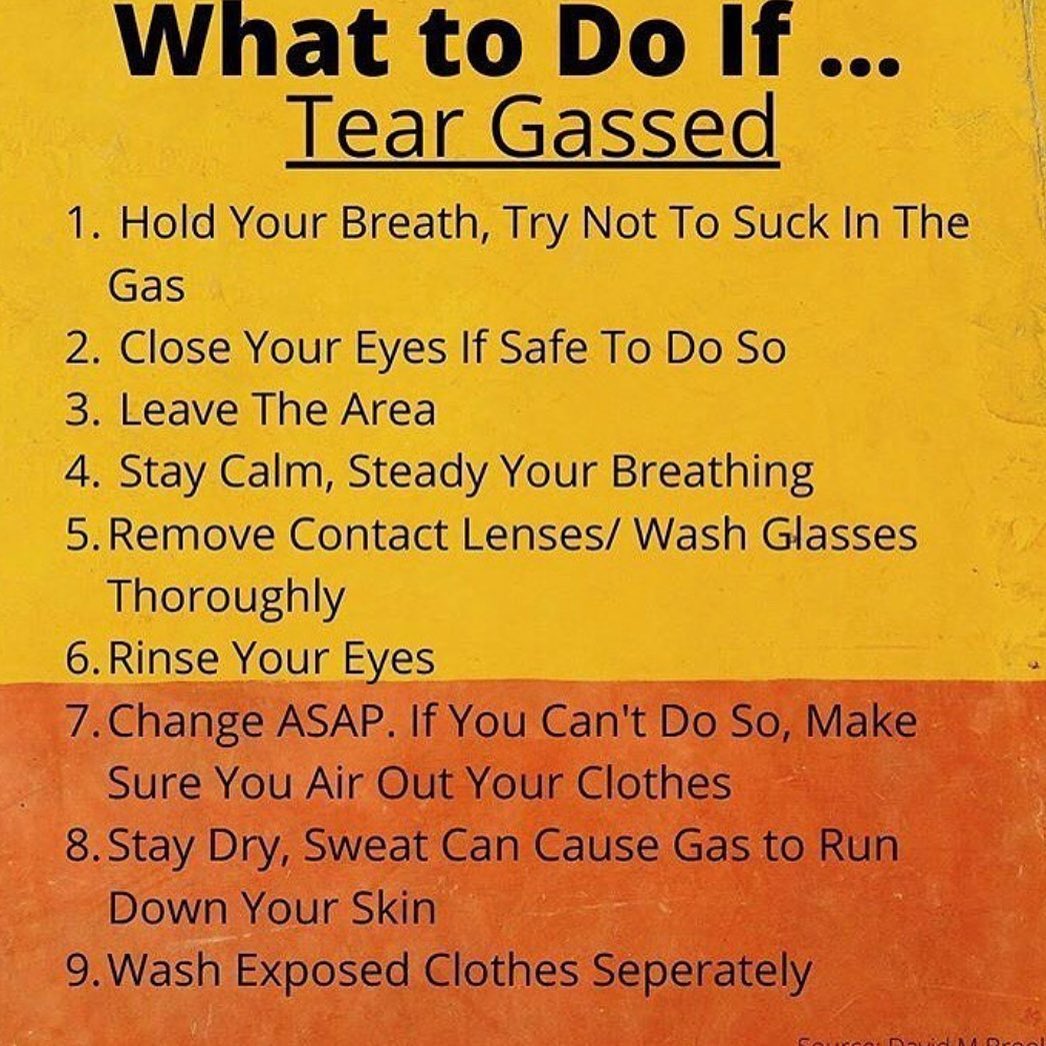 What to Do If ...
Tear Gassed
1. Hold Your Breath, Try Not To Suck In The
Gas
2. Close Your Eyes If Safe To Do So
3. Leave The Area
4. Stay Calm, Steady Your Breathing
5. Remove Contact Lenses/ Wash Glasses
Thoroughly
6. Rinse Your Eyes
7. Change ASAP. If You Can't Do So, Make
Sure You Air Out Your Clothes
8. Stay Dry, Sweat Can Cause Gas to Run
Down Your Skin
9. Wash Exposed Clothes Seperately
Source: David M